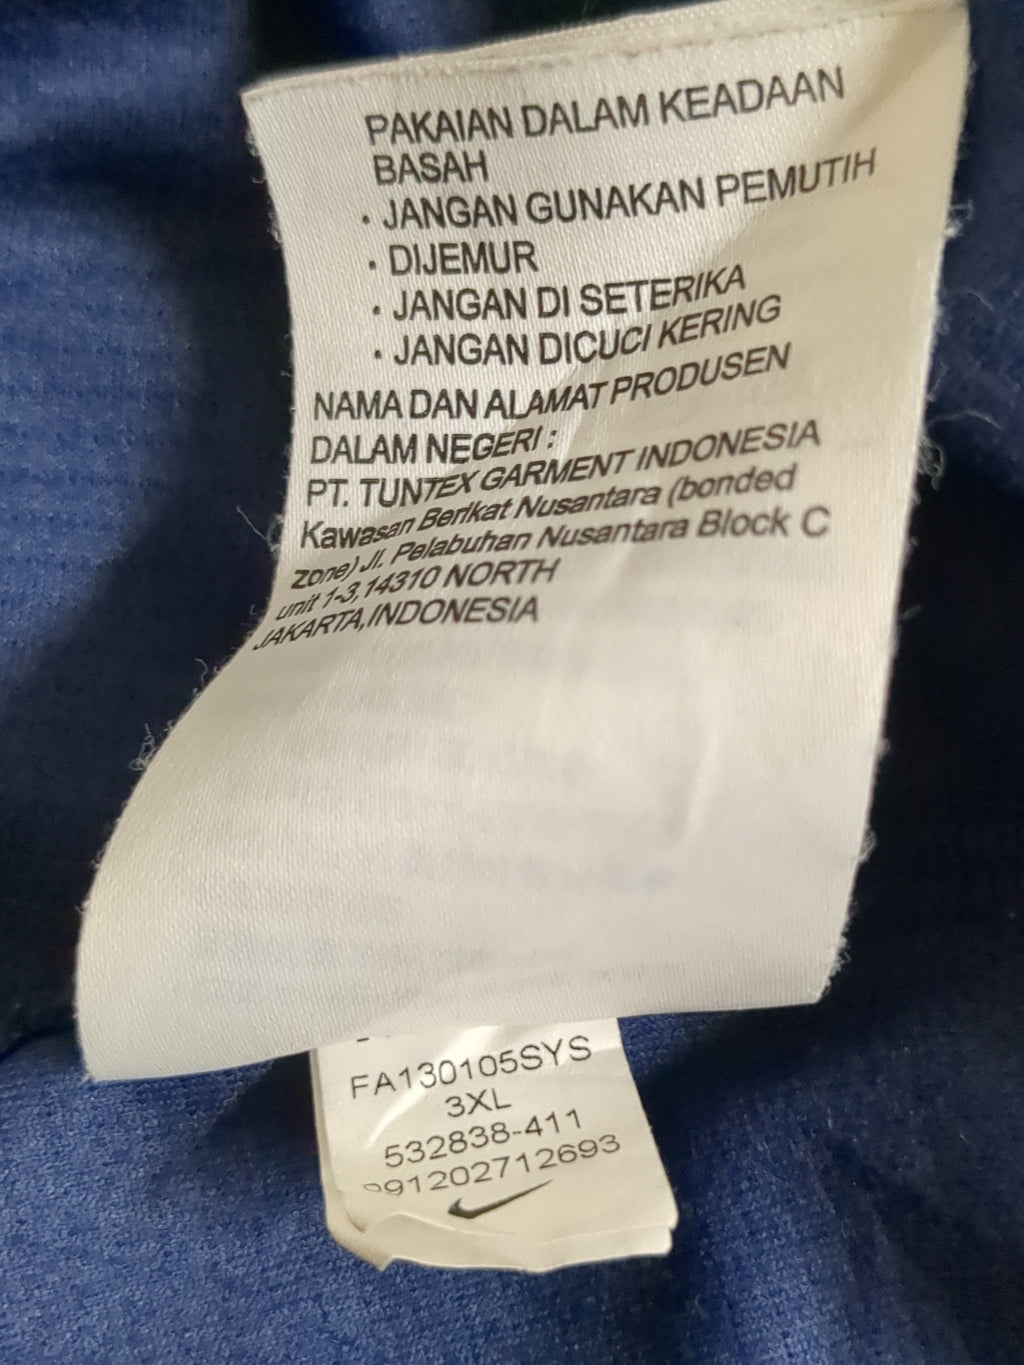 PAKAIAN DALAM KEADAAN
BASAH
· JANGAN GUNAKAN PEMUTIH
· DIJEMUR
· JANGAN DI SETERIKA
· JANGAN DICUCI KERING
NAMA DAN ALAMAT PRODUSEN
DALAM NEGERI :
PT. TUNTEX GARMENT INDONESIA
Kawasan Berikat Nusantara (bonded
zone) Jl. Pelabuhan Nusantara Block C
unit 1-3,14310 NORTH
JAKARTA,INDONESIA
FA130105SYS
3XL
532838-411